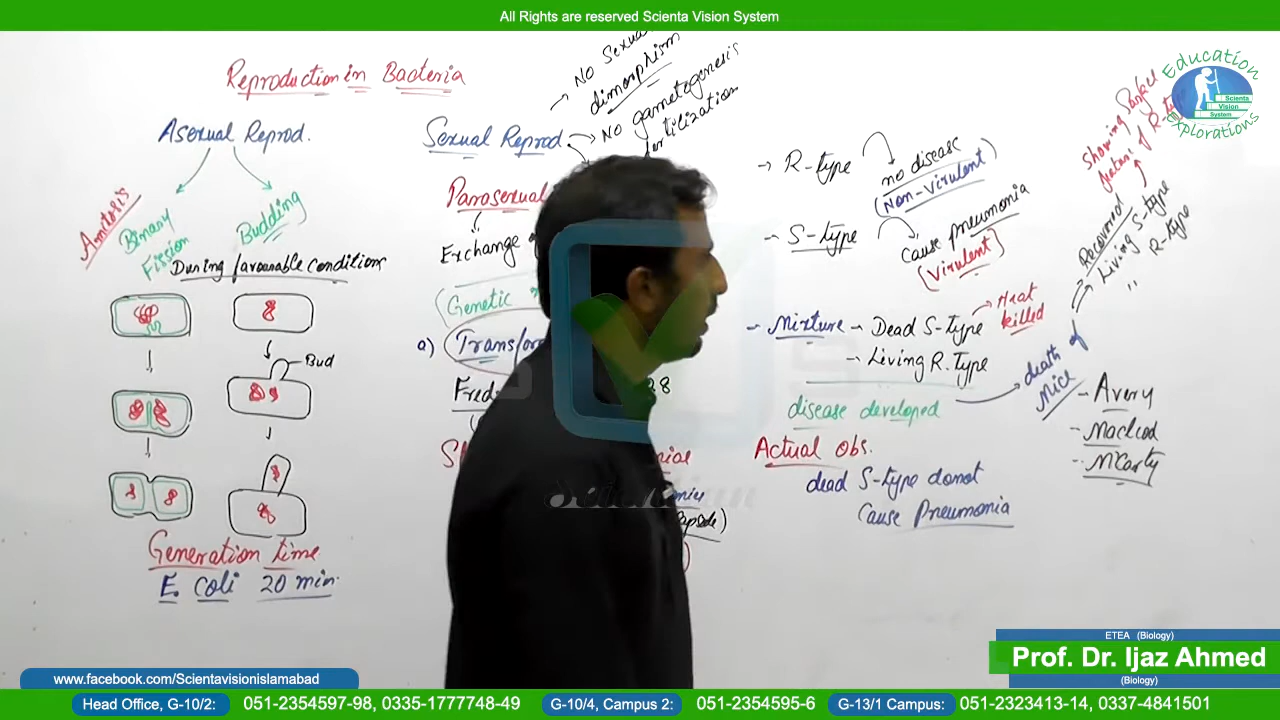 All Rights are reserved Scienta Vision System
Education
Scienta
Vision
System
Explorations
Reproduction in Bacteria
Asexual Reprod.
Amitosis
Binary
Fission
Budding
During favourable conditions
Bud
Generation time
E. coli 20 min.
Sexual Reprod
No Sexual
dimorphism
No gametogenesis
Parasexual
Exchange
Genetic
a)
28
R-type
no disease
(Non-virulent)
S-type
Cause pneumonia
(Virulent)
Mixture - Dead S-type
Heat
killed
- Living R-type
disease developed
death of
Mice
Recovered
Living S-type
" R-type
Showing
of R-
- Avery
- Macleod
- McCarty
Actual Obs.
dead S-type donot
Cause Pneumonia
ETEA (Biology)
Prof. Dr. Ijaz Ahmed
(Biology)
www.facebook.com/Scientavisionislamabad
Head Office, G-10/2: 051-2354597-98, 0335-1777748-49 G-10/4, Campus 2: 051-2354595-6 G-13/1 Campus: 051-2323413-14, 0337-4841501